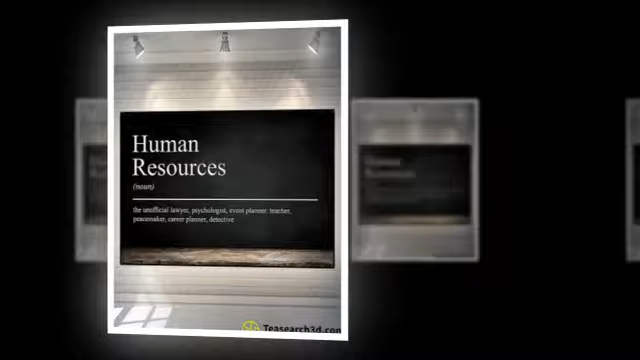 Human
Resources
(noun)
the unofficial lawyer, psychologist, event planner, teacher,
peacemaker, career planner, detective
Teasearch3d.com